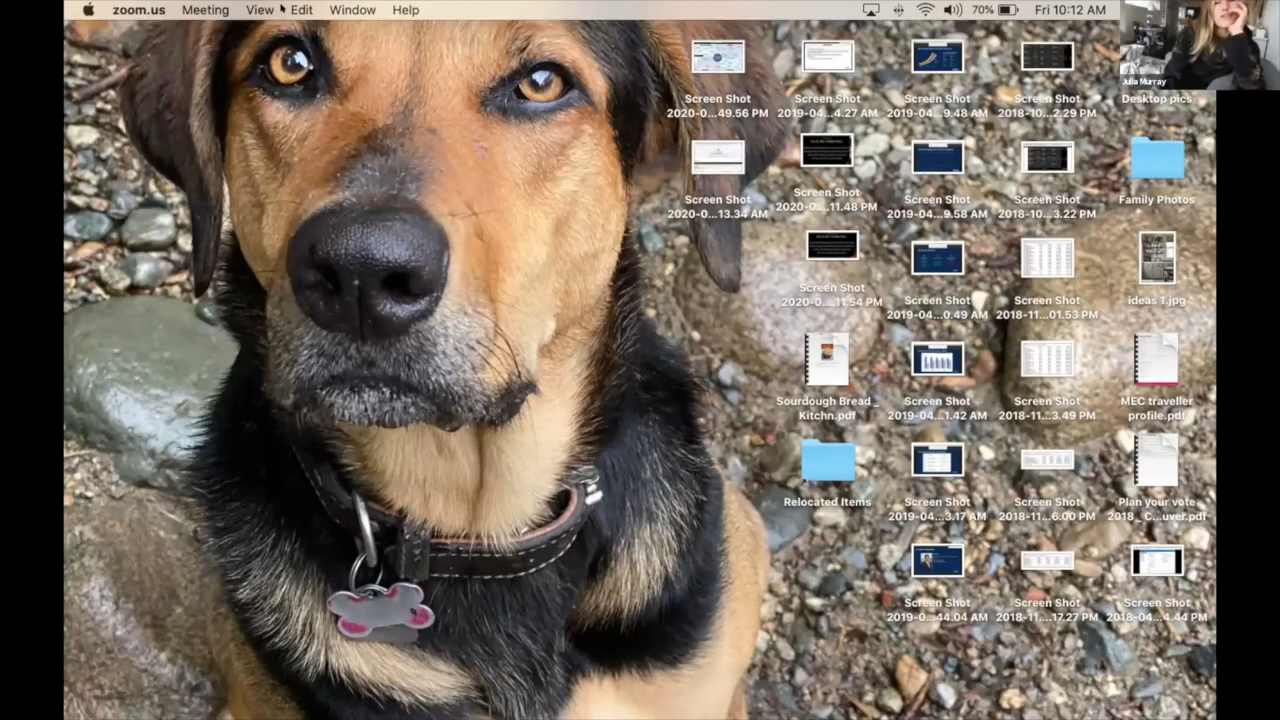 zoom.us Meeting View Edit Window Help 70% Fri 10:12 AM
Julia Murray
Screen Shot
2020-0...49.56 PM
Screen Shot
2019-04...4.27 AM
Screen Shot
2019-04...9.48 AM
Screen Shot
2018-10...2.29 PM
Desktop pics
Screen Shot
2020-0...13.34 AM
Screen Shot
2020-0...11.48 PM
Screen Shot
2019-04...9.58 AM
Screen Shot
2018-10...3.22 PM
Family Photos
Screen Shot
2020-0...11.54 PM
Screen Shot
2019-04...0.49 AM
Screen Shot
2018-11...01.53 PM
ideas 1.jpg
Sourdough Bread _
Kitchn.pdf
Screen Shot
2019-04...1.42 AM
Screen Shot
2018-11...3.49 PM
MEC traveller
profile.pdf
Relocated Items
Screen Shot
2019-04...3.17 AM
Screen Shot
2018-11...6.00 PM
Plan your vote
2018 _ C...uver.pdf
Screen Shot
2019-0...44.04 AM
Screen Shot
2018-11...17.27 PM
Screen Shot
2018-04...4.44 PM